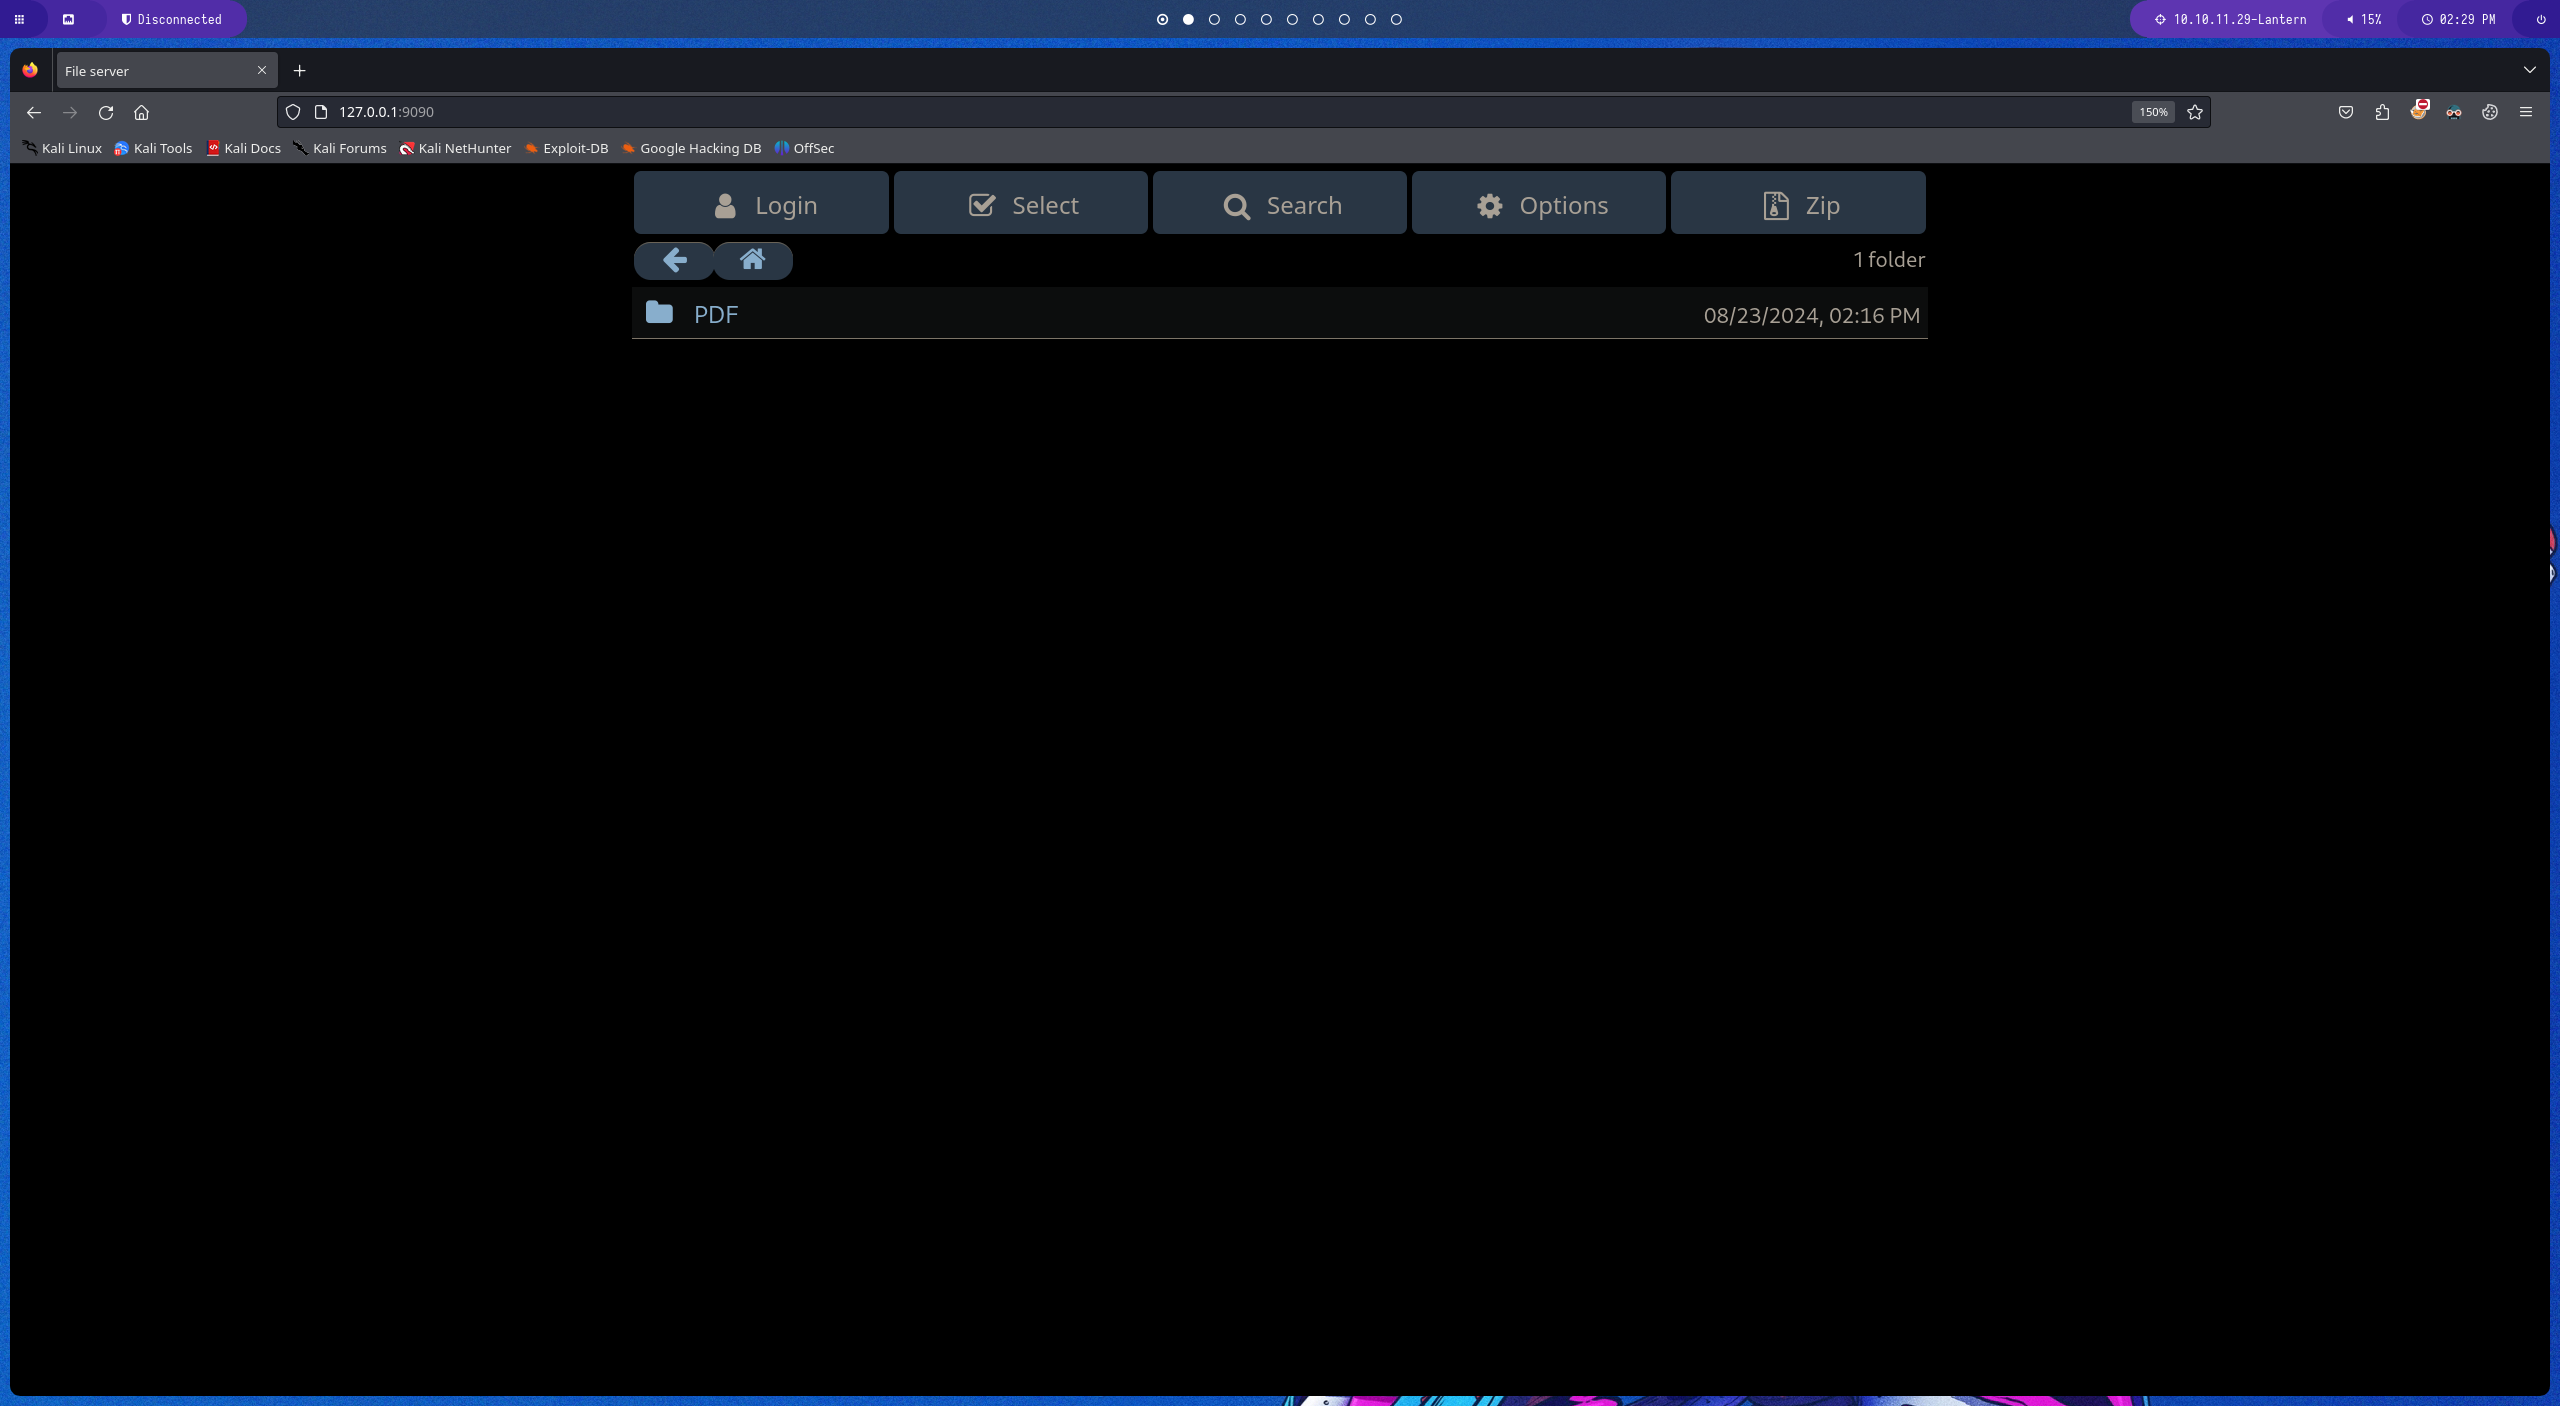 Disconnected
10.10.11.29-Lantern
15%
02:29 PM
File server
127.0.0.1:9090
150%
Kali Linux
Kali Tools
Kali Docs
Kali Forums
Kali NetHunter
Exploit-DB
Google Hacking DB
OffSec
Login
Select
Search
Options
Zip
1 folder
PDF
08/23/2024, 02:16 PM